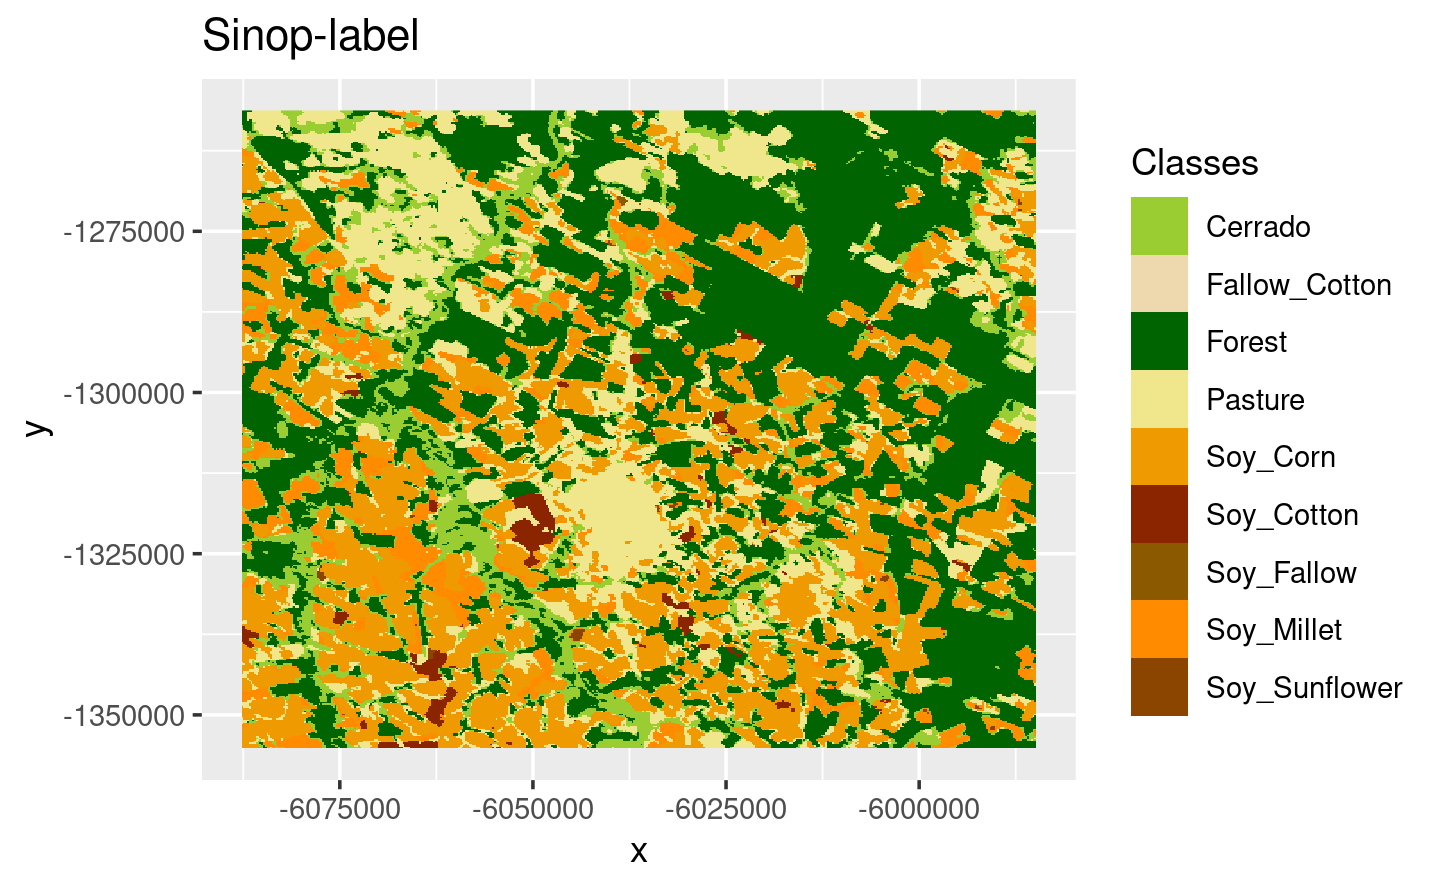 Sinop-label
Classes
Cerrado
Fallow_Cotton
Forest
Pasture
Soy_Corn
Soy_Cotton
Soy_Fallow
Soy_Millet
Soy_Sunflower
y
-1275000
-1300000
-1325000
-1350000
-6075000 -6050000 -6025000 -6000000
x